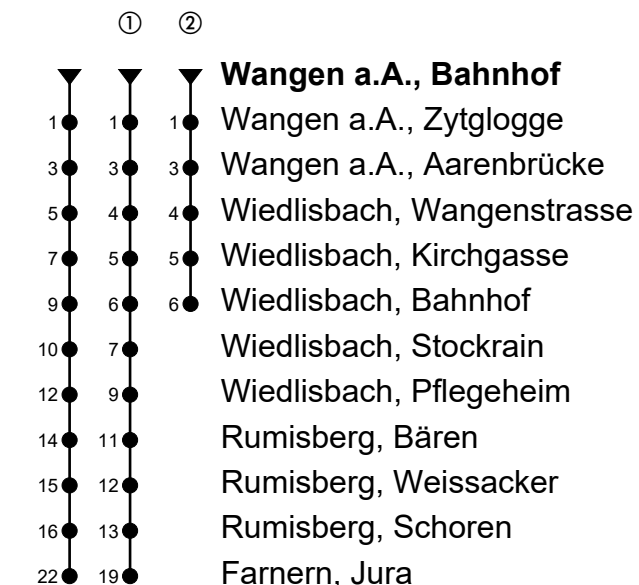 ① ②
Wangen a.A., Bahnhof
1 1 1 Wangen a.A., Zytglogge
3 3 3 Wangen a.A., Aarenbrücke
5 4 4 Wiedlisbach, Wangenstrasse
7 5 5 Wiedlisbach, Kirchgasse
9 6 6 Wiedlisbach, Bahnhof
10 7 Wiedlisbach, Stockrain
12 9 Wiedlisbach, Pflegeheim
14 11 Rumisberg, Bären
15 12 Rumisberg, Weissacker
16 13 Rumisberg, Schoren
22 19 Farnern, Jura